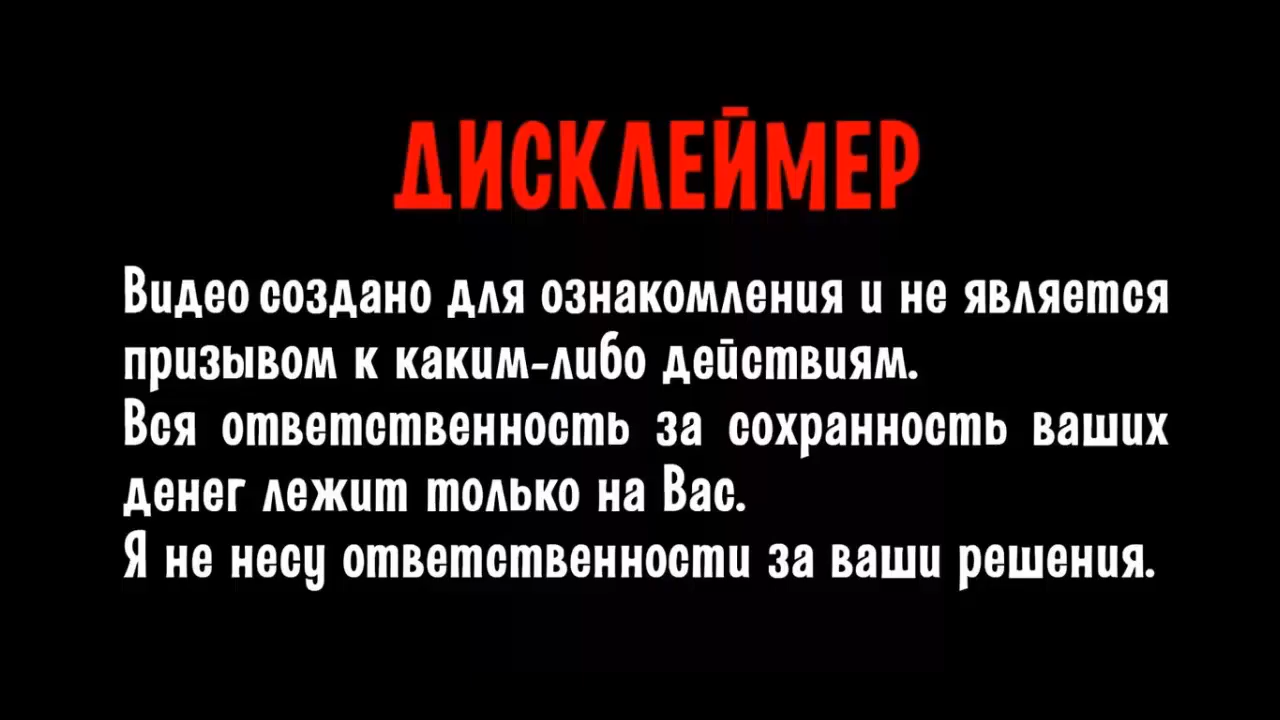 ДИСКЛЕЙМЕР
Видео создано для ознакомления и не является
призывом к каким-либо действиям.
Вся ответственность за сохранность ваших
денег лежит только на Вас.
Я не несу ответственности за ваши решения.